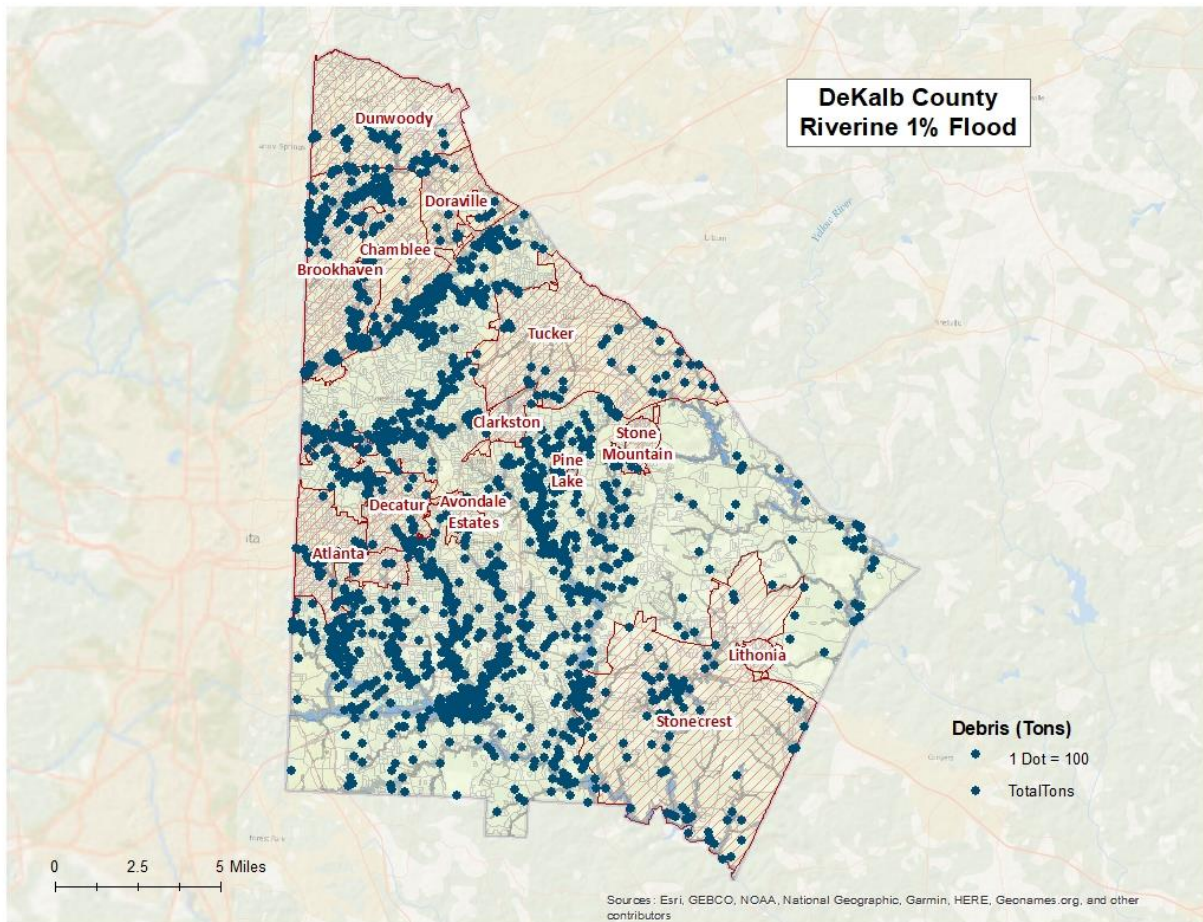 DeKalb County
Riverine 1% Flood
Dunwoody
Doraville
Chamblee
Brookhaven
Yellow River
Tucker
Clarkston
Stone
Mountain
Pine
Lake
Decatur
Avondale
Estates
Atlanta
Lithonia
Stonecrest
Debris (Tons)
1 Dot = 100
TotalTons
0 2.5 5 Miles
Sources: Esri, GEBCO, NOAA, National Geographic, Garmin, HERE, Geonames.org, and other
contributors